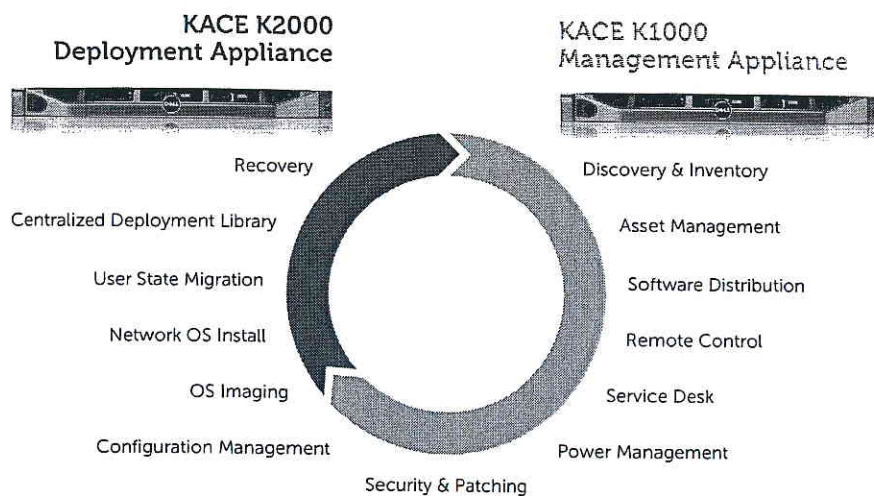 KACE K2000
Deployment Appliance
KACE K1000
Management Appliance
Recovery
Centralized Deployment Library
User State Migration
Network OS Install
OS Imaging
Configuration Management
Security & Patching
Discovery & Inventory
Asset Management
Software Distribution
Remote Control
Service Desk
Power Management